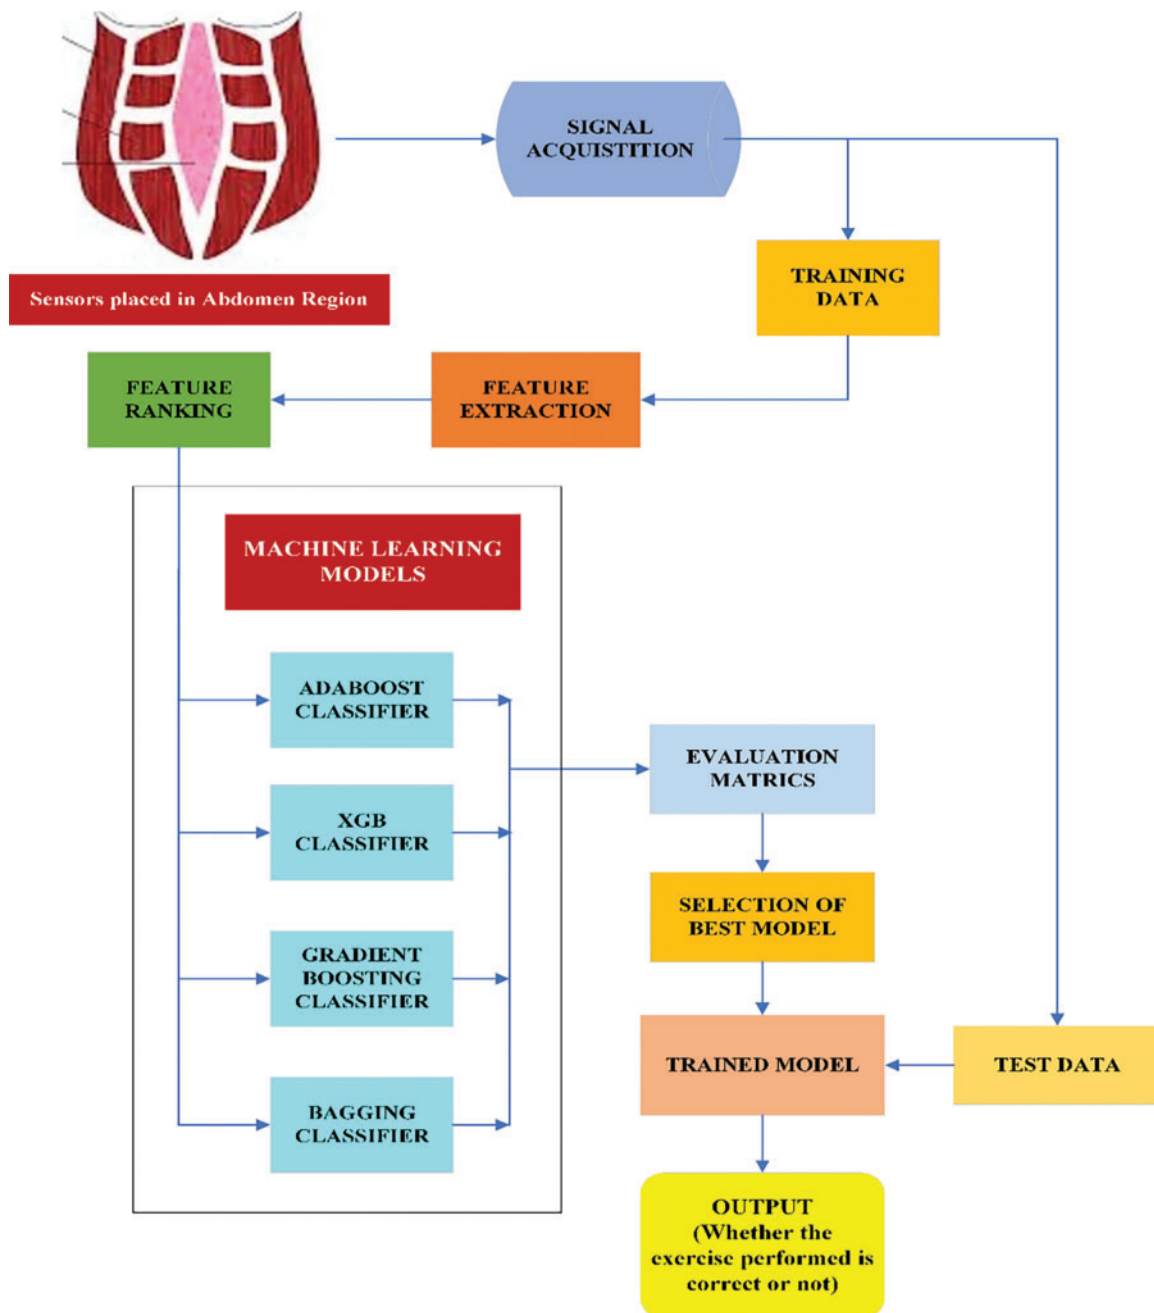 SIGNAL
ACQUISTITION
TRAINING
DATA
Sensors placed in Abdomen Region
FEATURE
RANKING
FEATURE
EXTRACTION
MACHINE LEARNING
MODELS
ADABOOST
CLASSIFIER
XGB
CLASSIFIER
GRADIENT
BOOSTING
CLASSIFIER
BAGGING
CLASSIFIER
EVALUATION
MATRICS
SELECTION OF
BEST MODEL
TRAINED MODEL
TEST DATA
OUTPUT
(Whether the
exercise performed is
correct or not)